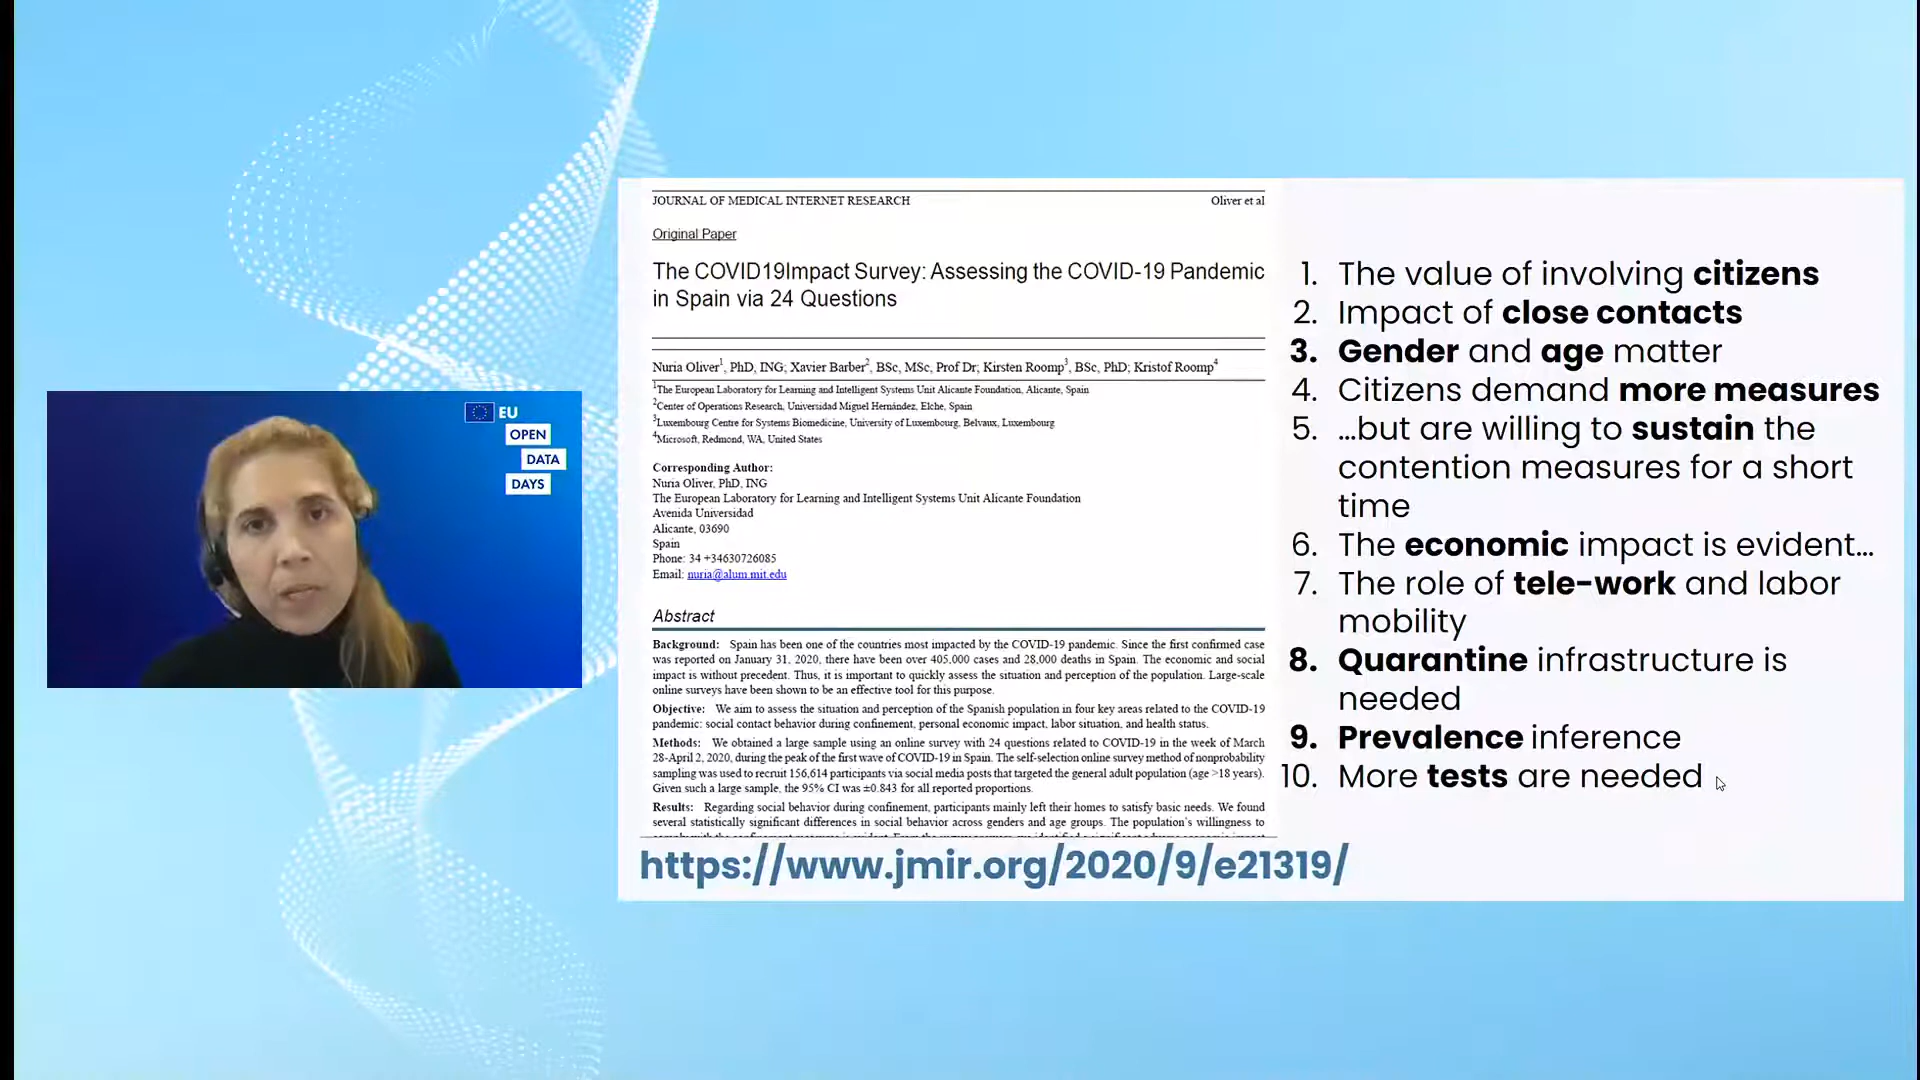 EU
OPEN
DATA
DAYS
JOURNAL OF MEDICAL INTERNET RESEARCH Oliver et al
Original Paper
The COVID19Impact Survey: Assessing the COVID-19 Pandemic
in Spain via 24 Questions
Nuria Oliver1, PhD, ING; Xavier Barber2, BSc, MSc, Prof Dr; Kirsten Roomp3, BSc, PhD; Kristof Roomp4
1The European Laboratory for Learning and Intelligent Systems Unit Alicante Foundation, Alicante, Spain
2Center of Operations Research, Universidad Miguel Hernández, Elche, Spain
3Luxembourg Centre for Systems Biomedicine, University of Luxembourg, Belvaux, Luxembourg
4Microsoft, Redmond, WA, United States
Corresponding Author:
Nuria Oliver, PhD, ING
The European Laboratory for Learning and Intelligent Systems Unit Alicante Foundation
Avenida Universidad
Alicante, 03690
Spain
Phone: 34 +34630726085
Email: nuria@alum.mit.edu
Abstract
Background: Spain has been one of the countries most impacted by the COVID-19 pandemic. Since the first confirmed case
was reported on January 31, 2020, there have been over 405,000 cases and 28,000 deaths in Spain. The economic and social
impact is without precedent. Thus, it is important to quickly assess the situation and perception of the population. Large-scale
online surveys have been shown to be an effective tool for this purpose.
Objective: We aim to assess the situation and perception of the Spanish population in four key areas related to the COVID-19
pandemic: social contact behavior during confinement, personal economic impact, labor situation, and health status.
Methods: We obtained a large sample using an online survey with 24 questions related to COVID-19 in the week of March
28-April 2, 2020, during the peak of the first wave of COVID-19 in Spain. The self-selection online survey method of nonprobability
sampling was used to recruit 156,614 participants via social media posts that targeted the general adult population (age >18 years).
Given such a large sample, the 95% CI was ±0.843 for all reported proportions.
Results: Regarding social behavior during confinement, participants mainly left their homes to satisfy basic needs. We found
several statistically significant differences in social behavior across genders and age groups. The population's willingness to
https://www.jmir.org/2020/9/e21319/
1. The value of involving citizens
2. Impact of close contacts
3. Gender and age matter
4. Citizens demand more measures
5. ...but are willing to sustain the
contention measures for a short
time
6. The economic impact is evident...
7. The role of tele-work and labor
mobility
8. Quarantine infrastructure is
needed
9. Prevalence inference
10. More tests are needed